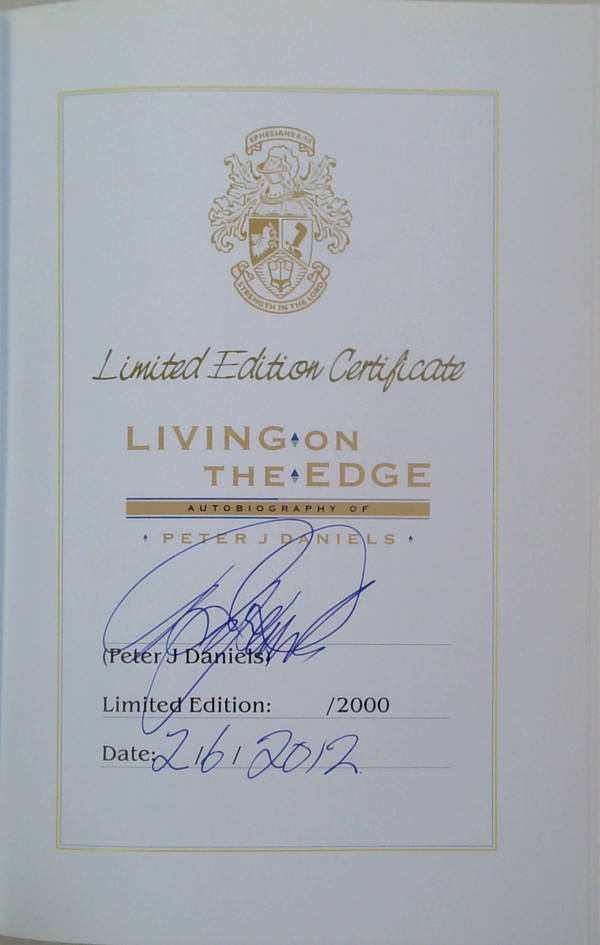 EPHESIANS 6:13
STRENGTH IN THE LORD
Limited Edition Certificate
LIVING ON
THE EDGE
AUTOBIOGRAPHY OF
PETER J DANIELS
(Peter J Daniels)
Limited Edition: /2000
Date: 2/6/2012